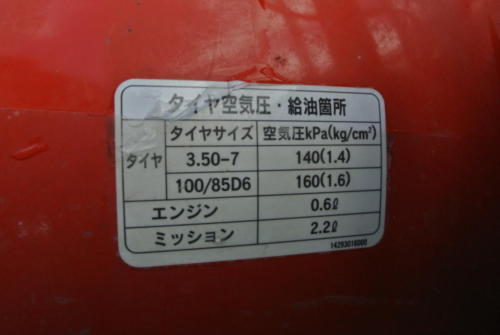 タイヤ空気圧・給油箇所
タイヤサイズ 空気圧kPa(kg/cm²)
タイヤ 3.50-7 140(1.4)
100/85D6 160(1.6)
エンジン 0.6ℓ
ミッション 2.2ℓ
14293016000